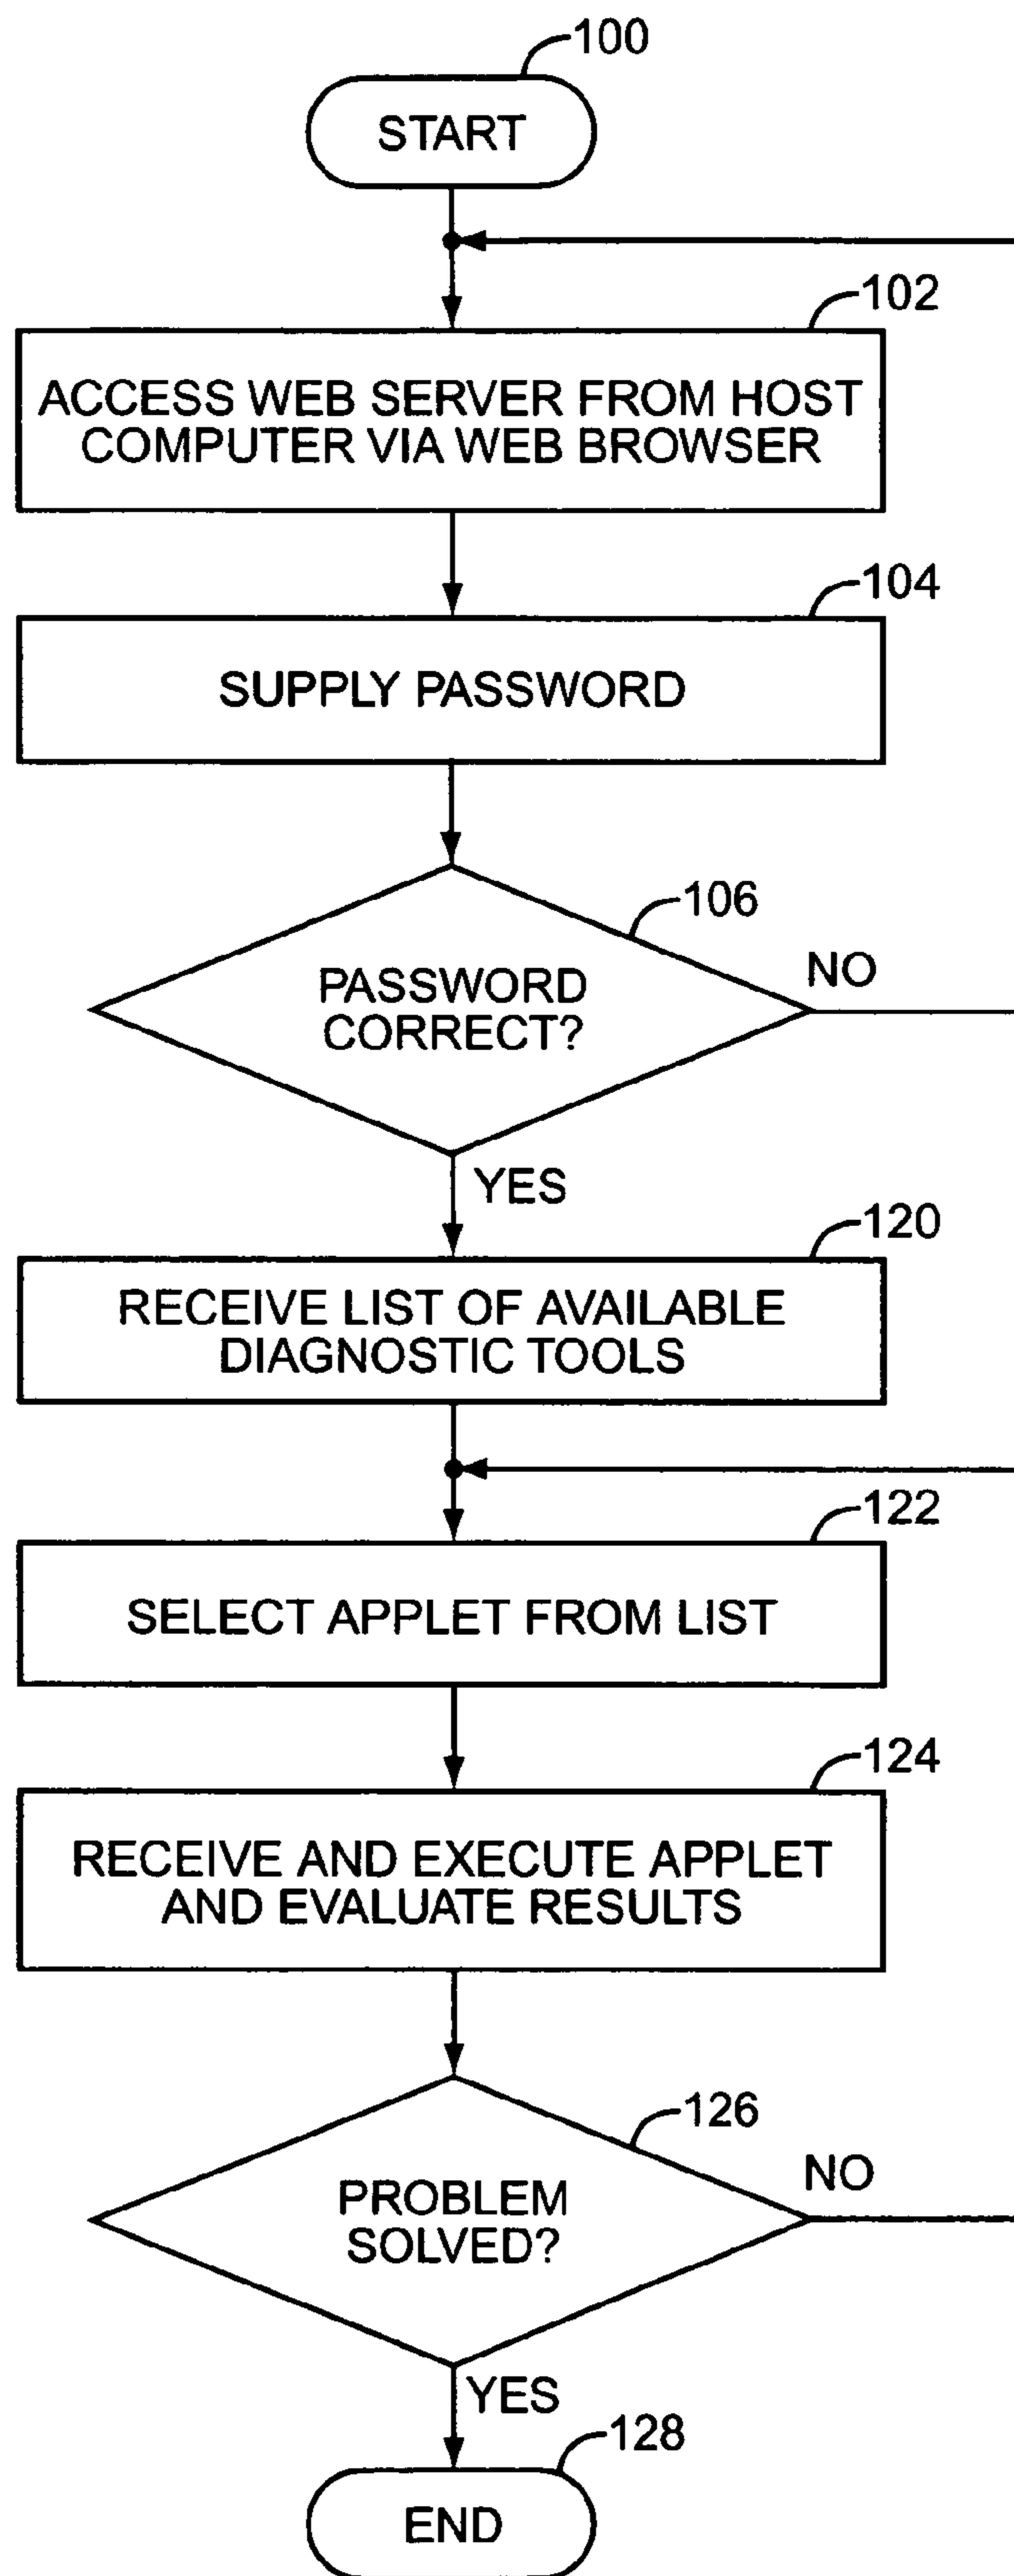 100
START
102
ACCESS WEB SERVER FROM HOST
COMPUTER VIA WEB BROWSER
104
SUPPLY PASSWORD
106
PASSWORD
CORRECT?
NO
YES
120
RECEIVE LIST OF AVAILABLE
DIAGNOSTIC TOOLS
122
SELECT APPLET FROM LIST
124
RECEIVE AND EXECUTE APPLET
AND EVALUATE RESULTS
126
PROBLEM
SOLVED?
NO
YES
128
END